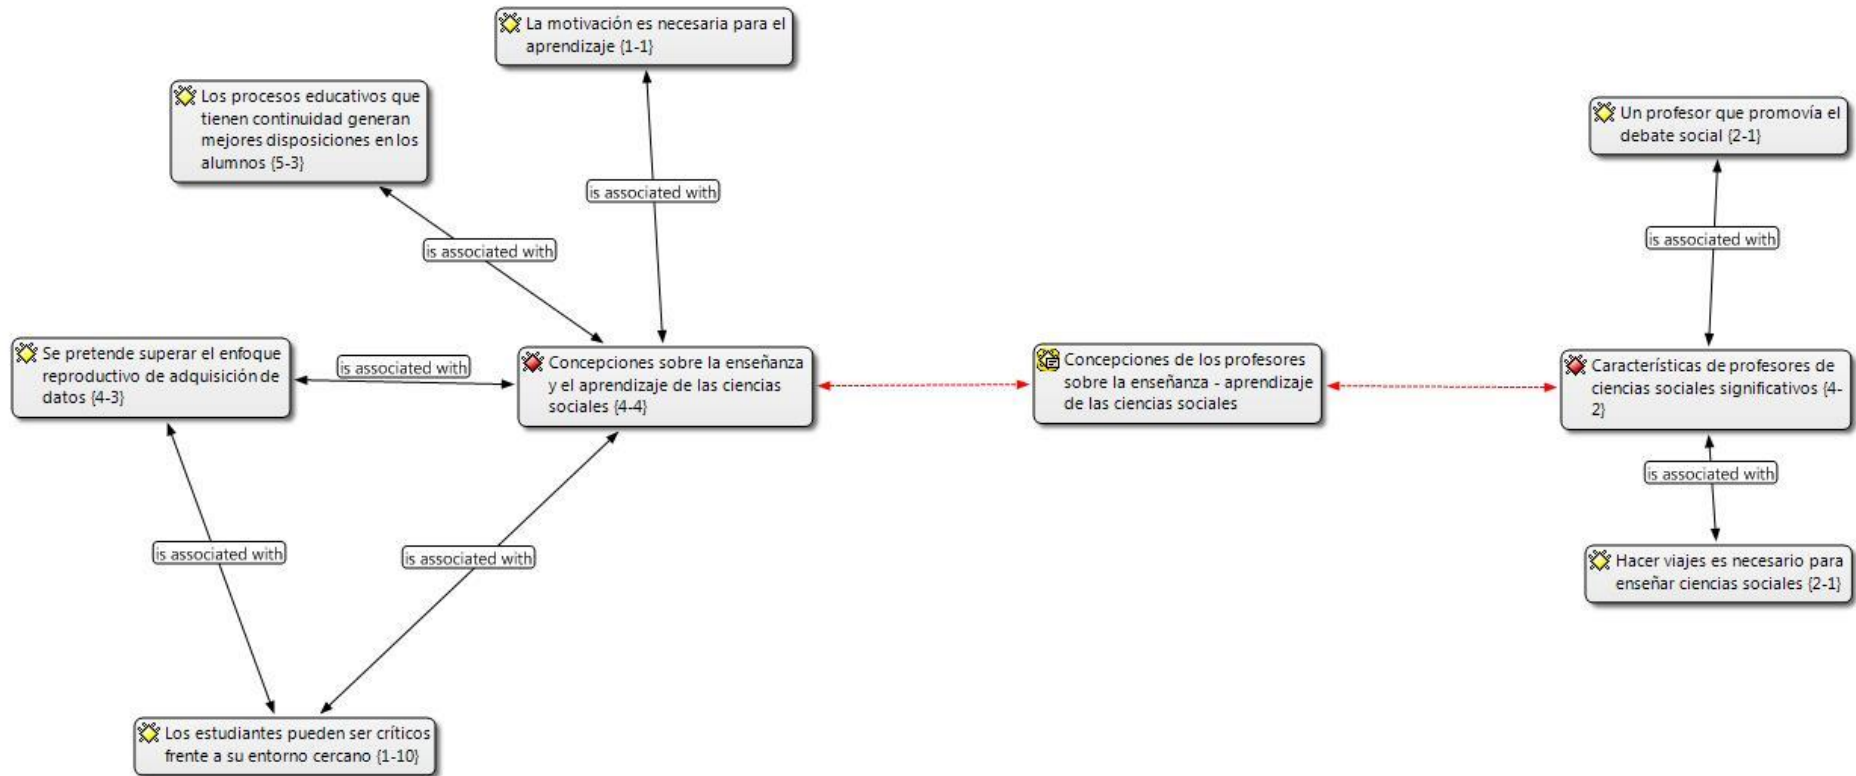 La motivación es necesaria para el
aprendizaje {1-1}
Los procesos educativos que
tienen continuidad generan
mejores disposiciones en los
alumnos {5-3}
Un profesor que promovía el
debate social {2-1}
is associated with
is associated with
is associated with
Se pretende superar el enfoque
reproductivo de adquisición de
datos {4-3}
is associated with
Concepciones sobre la enseñanza
y el aprendizaje de las ciencias
sociales {4-4}
Concepciones de los profesores
sobre la enseñanza - aprendizaje
de las ciencias sociales
Características de profesores de
ciencias sociales significativos {4-
2}
is associated with
is associated with
is associated with
Hacer viajes es necesario para
enseñar ciencias sociales {2-1}
Los estudiantes pueden ser críticos
frente a su entorno cercano {1-10}